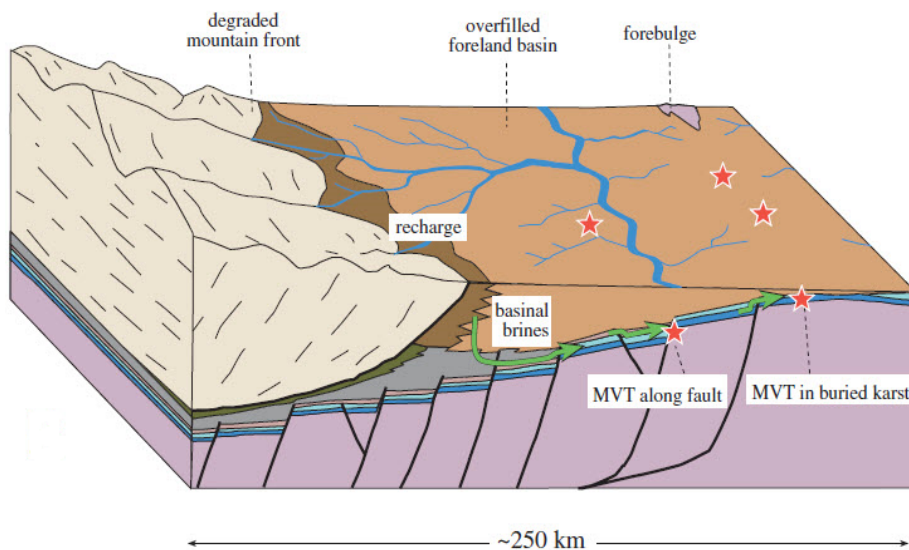 degraded
mountain front
overfilled
foreland basin
forebulge
recharge
basinal
brines
MVT along fault
MVT in buried karst
~250 km